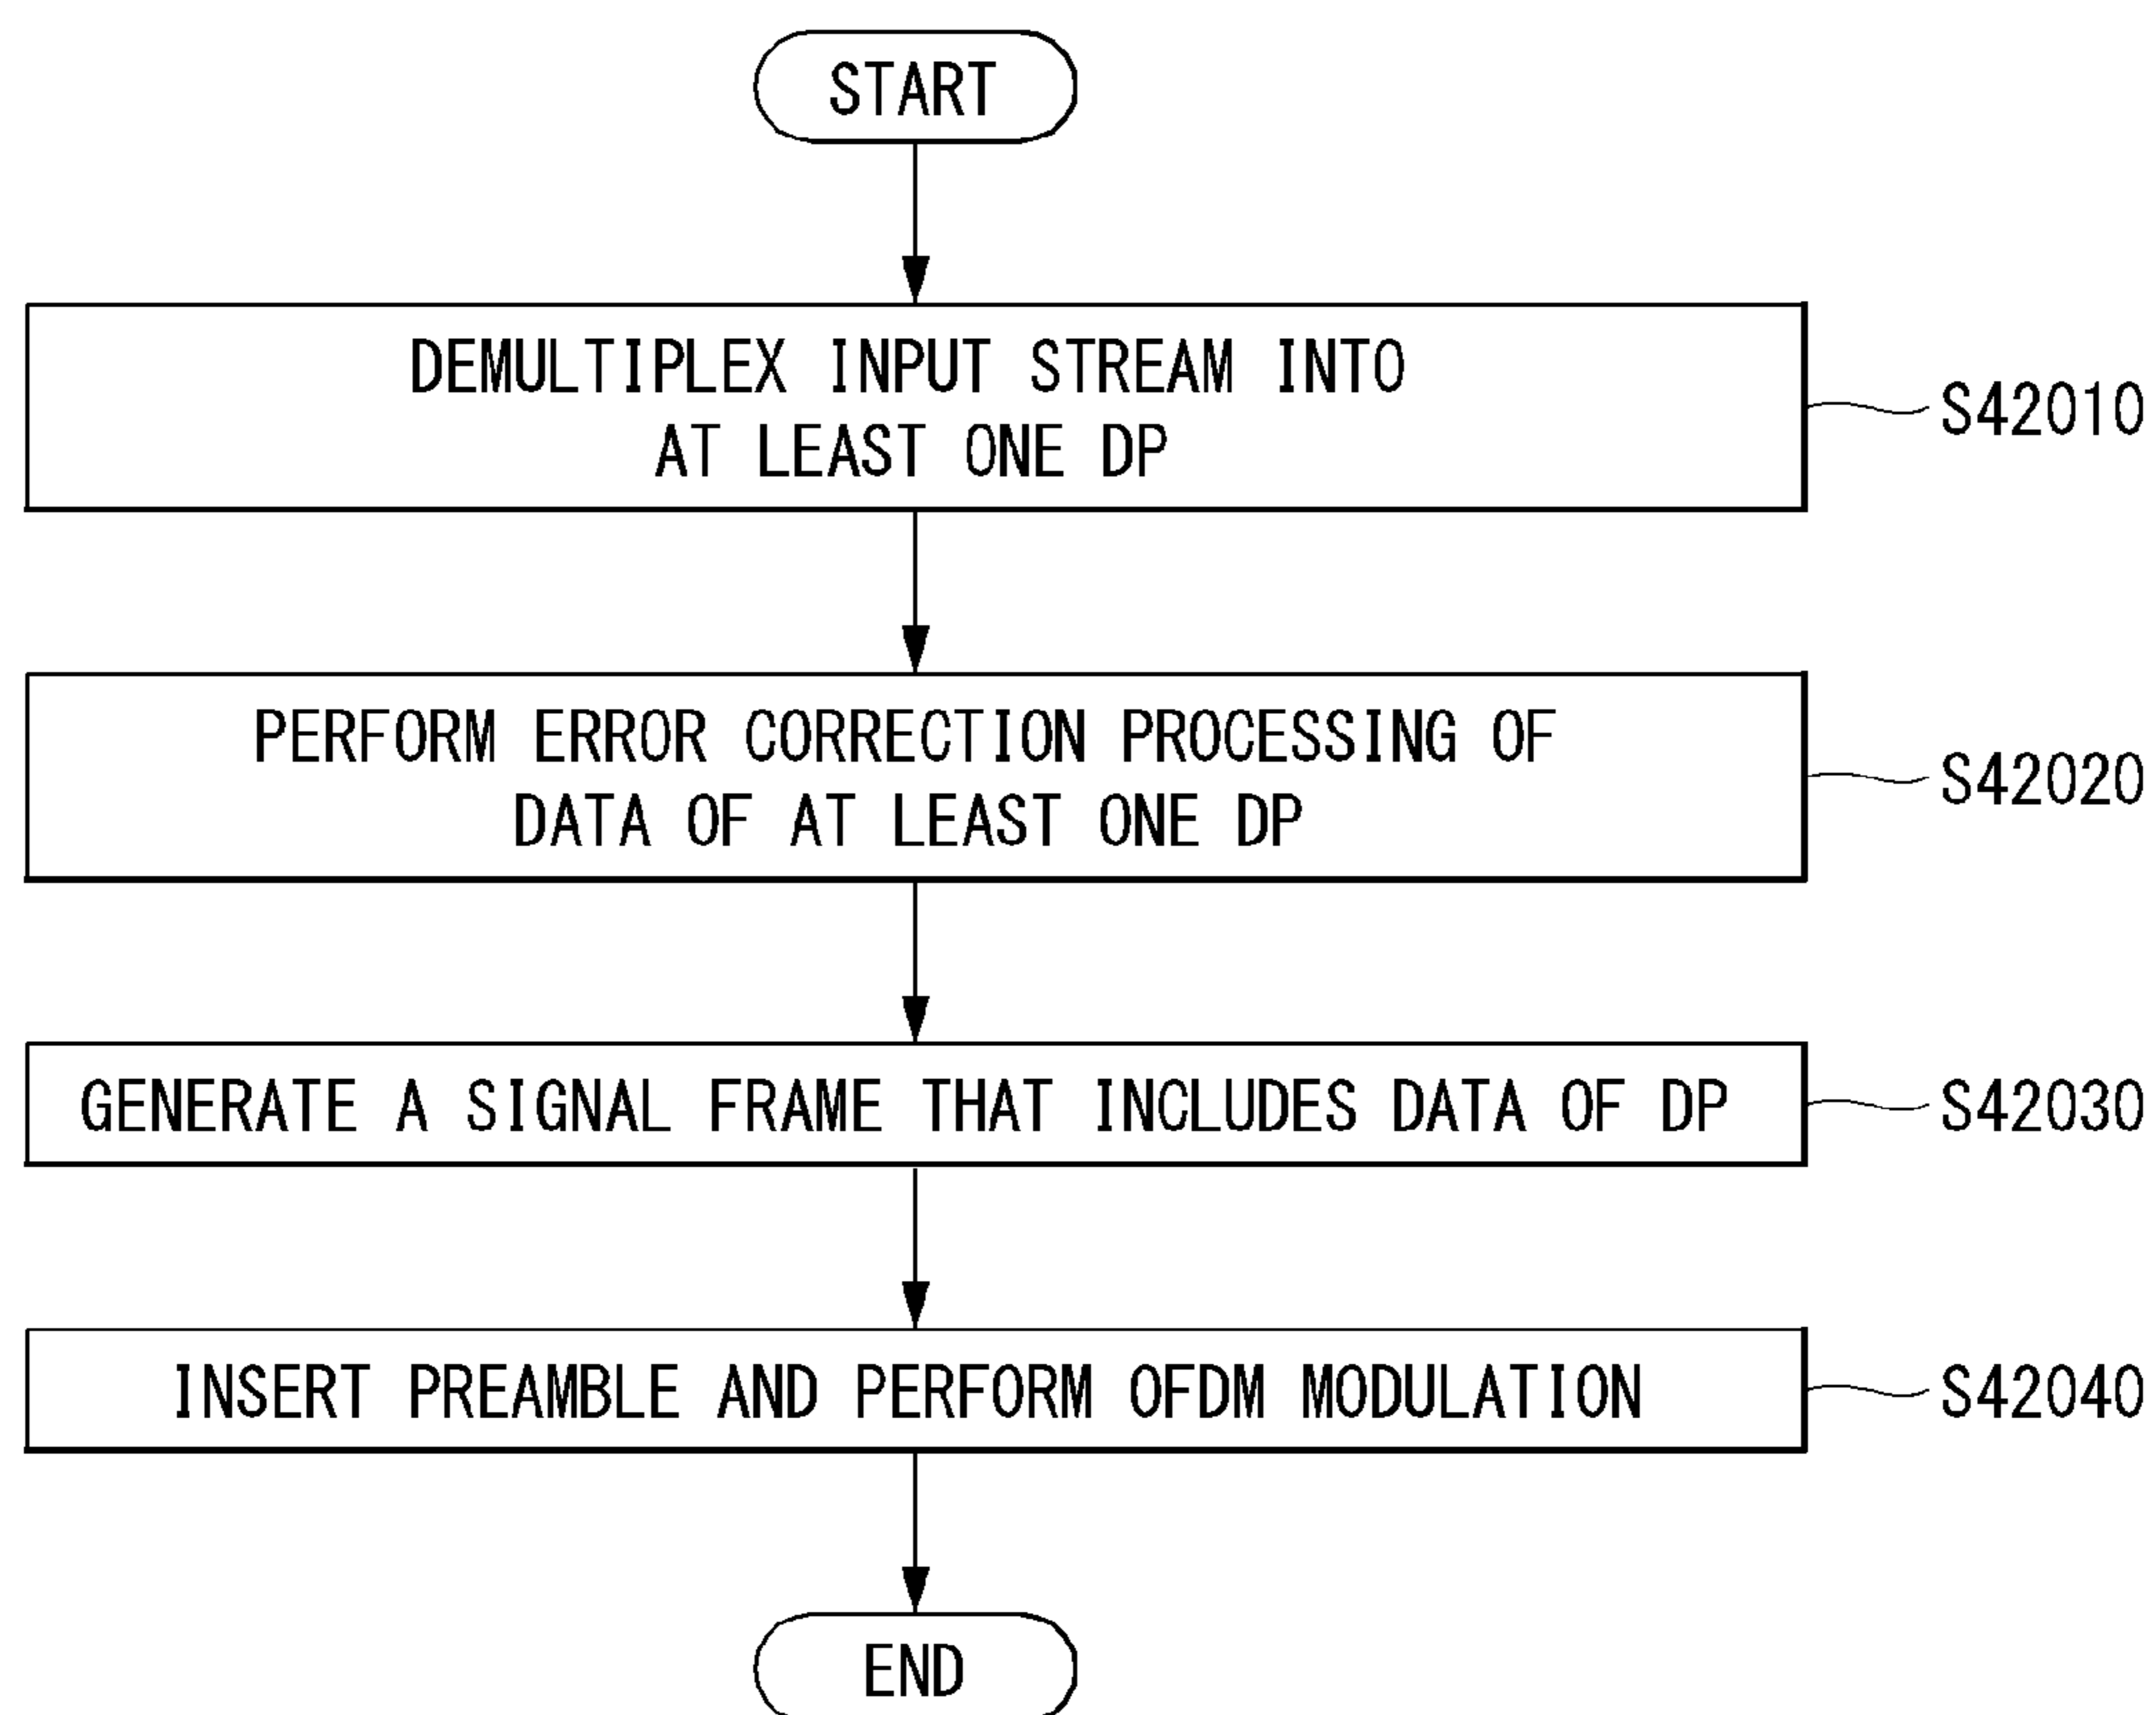 START
DEMULTIPLEX INPUT STREAM INTO
AT LEAST ONE DP
S42010
PERFORM ERROR CORRECTION PROCESSING OF
DATA OF AT LEAST ONE DP
S42020
GENERATE A SIGNAL FRAME THAT INCLUDES DATA OF DP
S42030
INSERT PREAMBLE AND PERFORM OFDM MODULATION
S42040
END